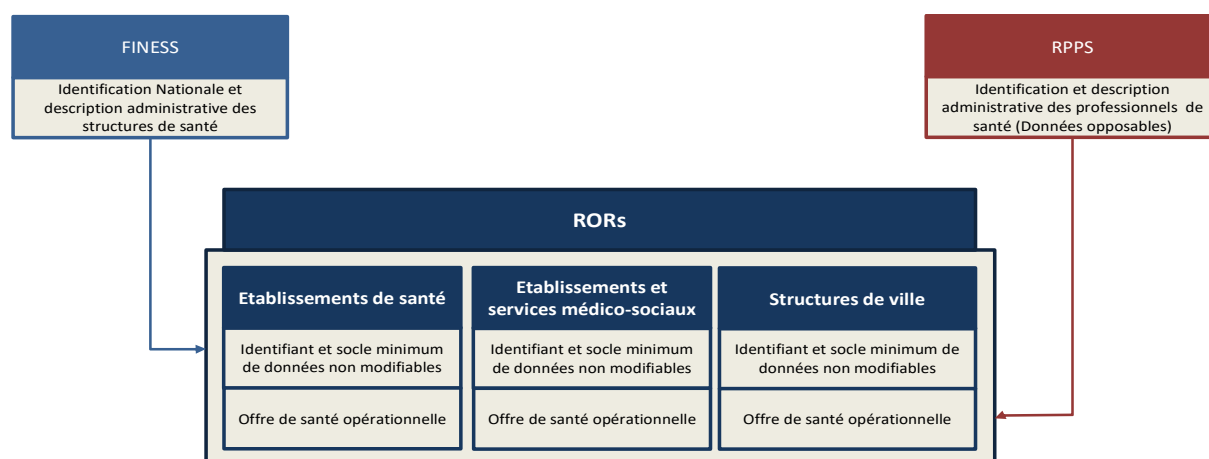 FINESS
Identification Nationale et
description administrative des
structures de santé
RPPS
Identification et description
administrative des professionnels de
santé (Données opposables)
RORs
Etablissements de santé
Identifiant et socle minimum
de données non modifiables
Offre de santé opérationnelle
Etablissements et
services médico-sociaux
Identifiant et socle minimum
de données non modifiables
Offre de santé opérationnelle
Structures de ville
Identifiant et socle minimum de
données non modifiables
Offre de santé opérationnelle